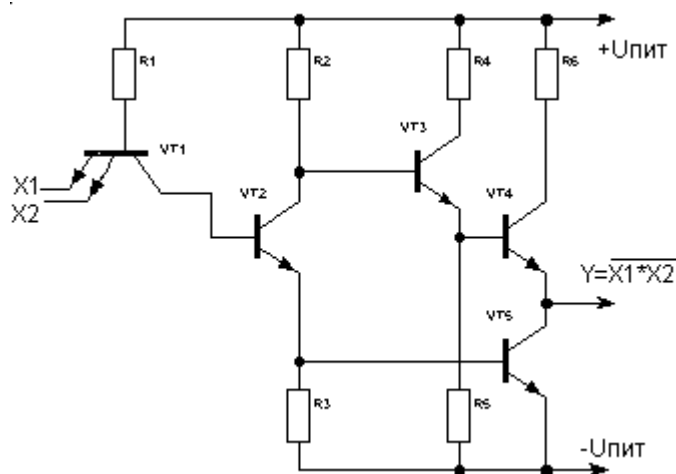 R1
R2
R4
R6
+Uпит
VT1
VT3
X1
X2
VT2
VT4
Y=X1*X2
VT5
R3
R5
-Uпит